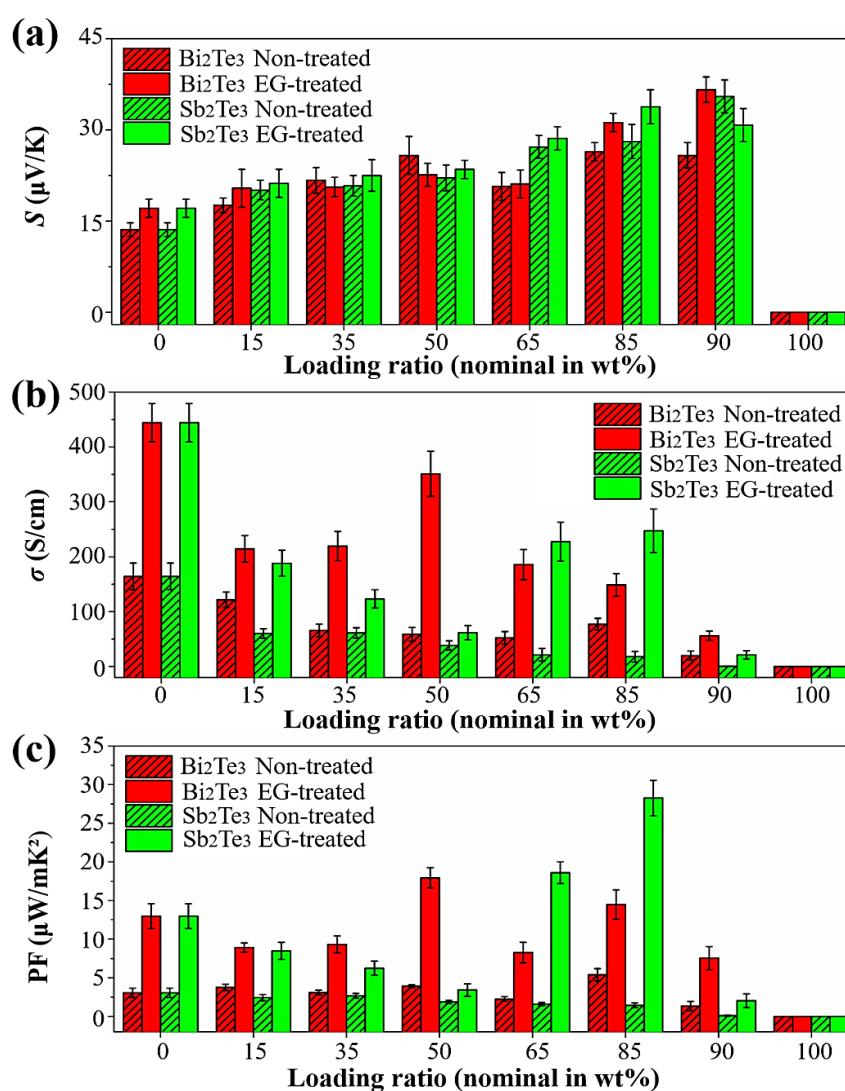 (a)
45
30
15
0
S (μV/K)
Bi2Te3 Non-treated
Bi2Te3 EG-treated
Sb2Te3 Non-treated
Sb2Te3 EG-treated
0 15 35 50 65 85 90 100
Loading ratio (nominal in wt%)
(b)
500
400
300
200
100
0
σ (S/cm)
Bi2Te3 Non-treated
Bi2Te3 EG-treated
Sb2Te3 Non-treated
Sb2Te3 EG-treated
0 15 35 50 65 85 90 100
Loading ratio (nominal in wt%)
(c)
35
30
25
20
15
10
5
0
PF (μW/mK²)
Bi2Te3 Non-treated
Bi2Te3 EG-treated
Sb2Te3 Non-treated
Sb2Te3 EG-treated
0 15 35 50 65 85 90 100
Loading ratio (nominal in wt%)